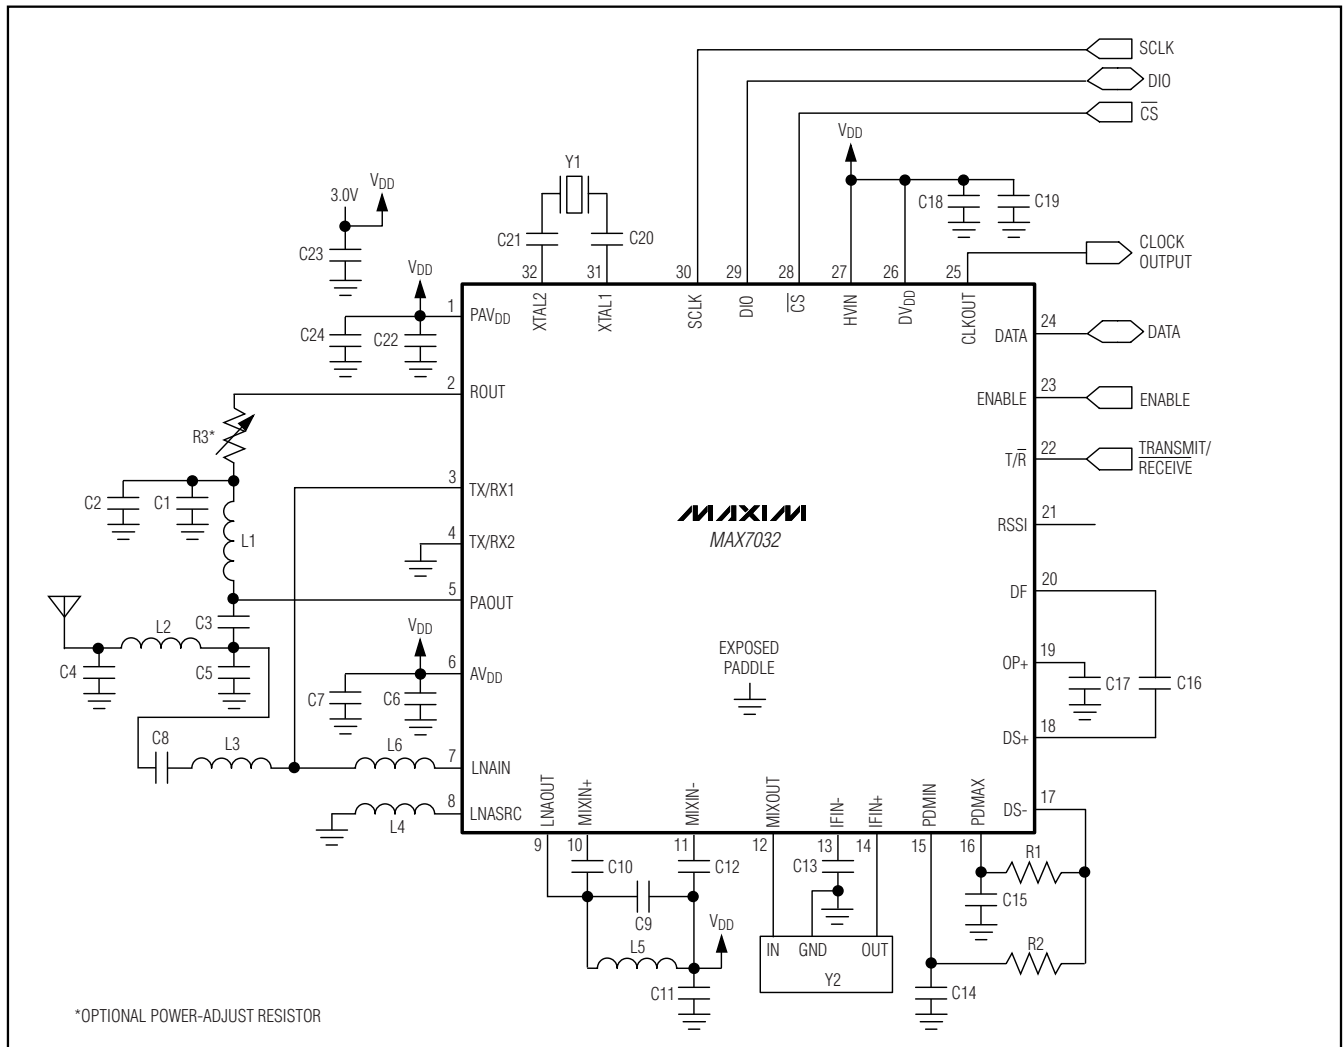 SCLK
DIO
C̅S̅
VDD
Y1
VDD
3.0V
C18
C19
C21
C20
CLOCK
OUTPUT
C23
VDD
32
31
30
29
28
27
26
25
1
PAVDD
XTAL2
XTAL1
SCLK
DIO
C̅S̅
HVIN
DVDD
CLKOUT
24
DATA
DATA
C24
C22
2
ROUT
23
ENABLE
ENABLE
R3*
22
T/R̅
TRANSMIT/
R̅E̅C̅E̅I̅V̅E̅
3
TX/RX1
C2
C1
MAXIM
MAX7032
21
RSSI
L1
4
TX/RX2
5
PAOUT
20
DF
C3
L2
VDD
EXPOSED
PADDLE
19
OP+
C4
C5
6
AVDD
C7
C6
C17
C16
18
DS+
C8
L3
L6
7
LNAIN
8
LNASRC
L4
LNAOUT
MIXIN+
MIXIN-
MIXOUT
IFIN-
IFIN+
PDMIN
PDMAX
17
DS-
9
10
11
12
13
14
15
16
C10
C12
C13
R1
C15
C9
VDD
L5
IN
GND
OUT
R2
Y2
C11
C14
*OPTIONAL POWER-ADJUST RESISTOR